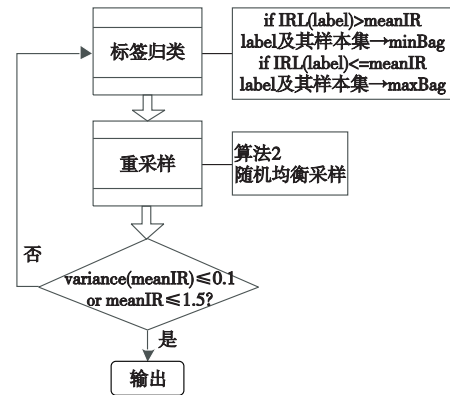 标签归类
if IRL(label)>meanIR
label及其样本集→minBag
if IRL(label)<=meanIR
label及其样本集→maxBag
重采样
算法2
随机均衡采样
否
variance(meanIR)≤0.1
or meanIR≤1.5?
是
输出